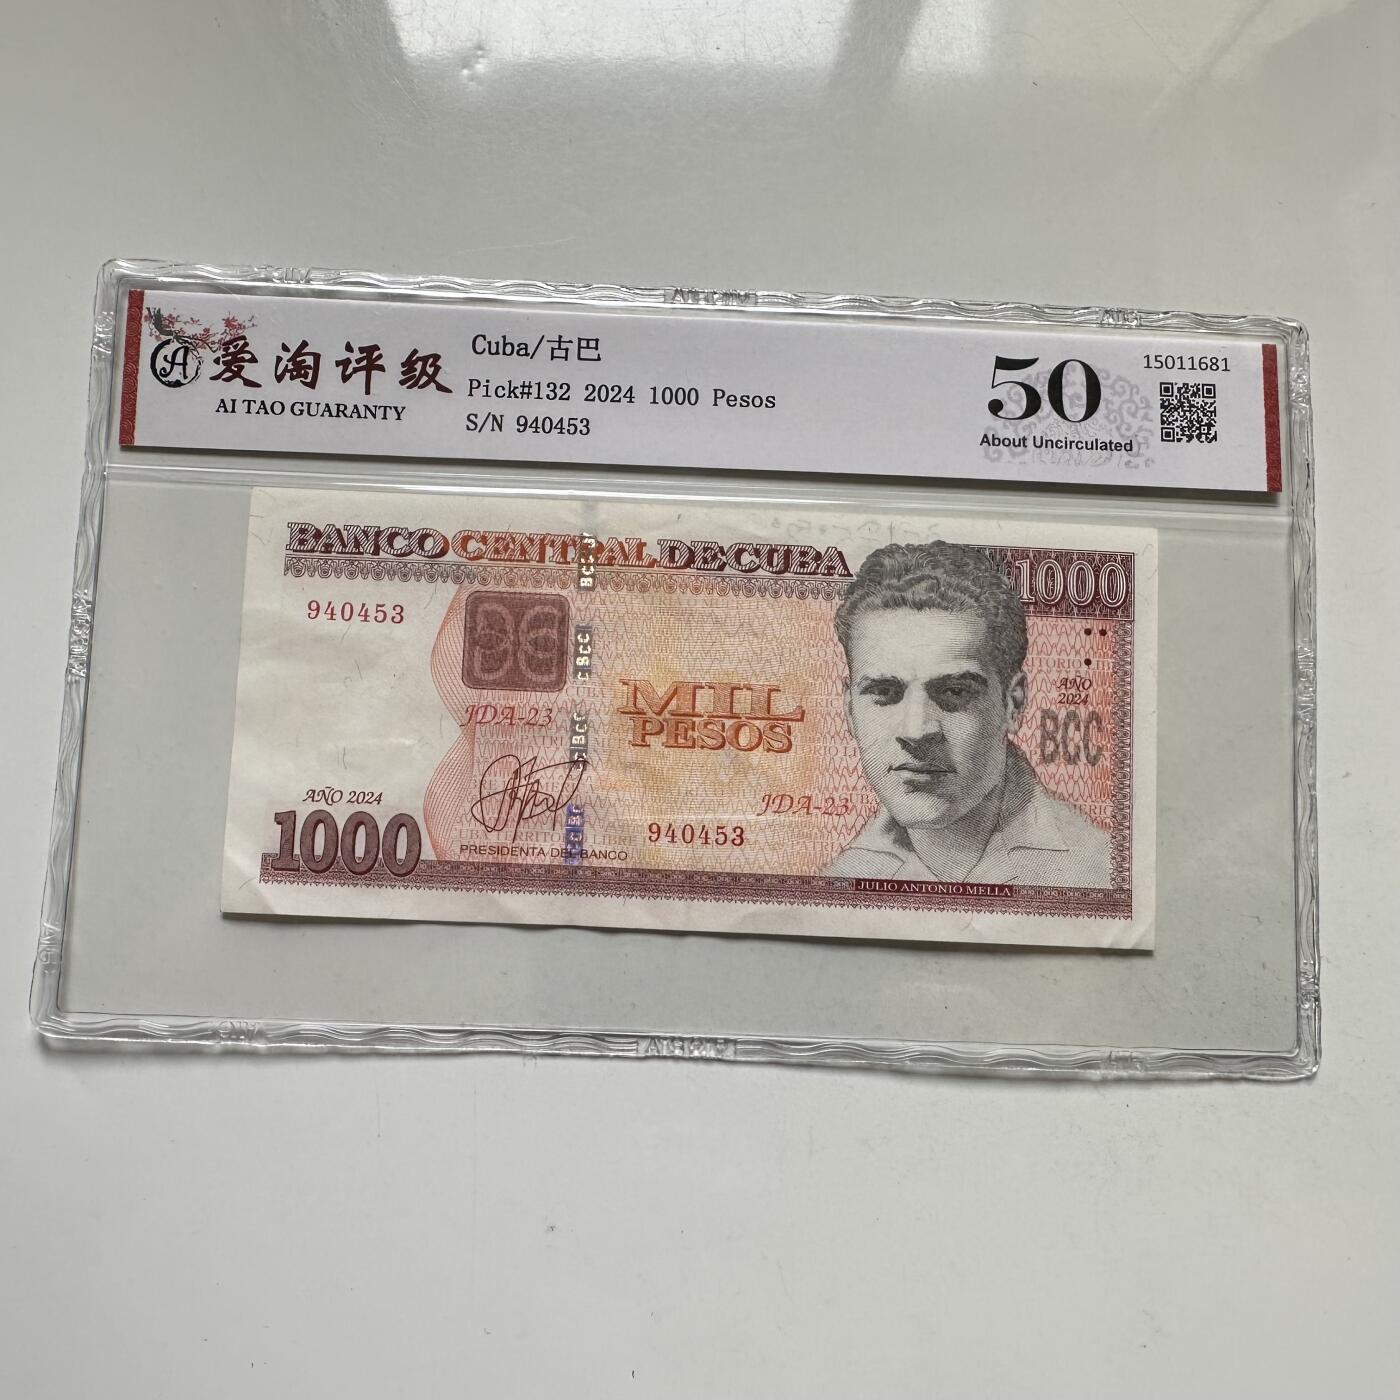 爱淘评级
AI TAO GUARANTY
Cuba/古巴
Pick#132 2024 1000 Pesos
S/N 940453
50
About Uncirculated
15011681
BANCO CENTRAL DE CUBA
1000
940453
JDA-23
MIL
PESOS
AÑO
2024
BCC
AÑO 2024
1000
PRESIDENTA DEL BANCO
940453
JDA-23
JULIO ANTONIO MELLA